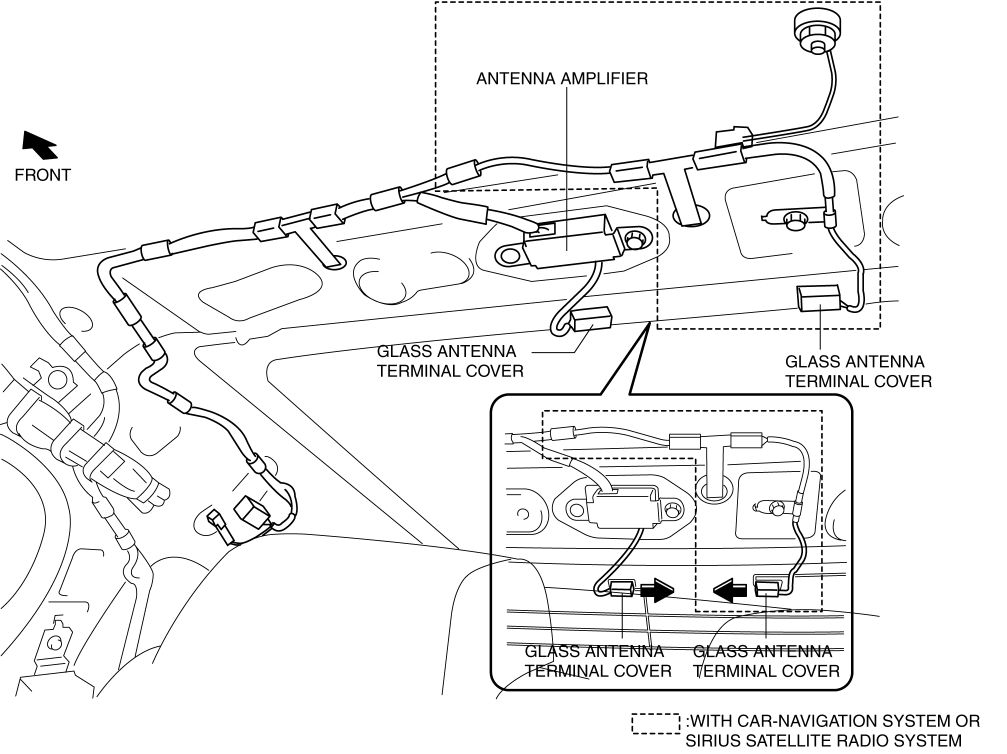 ANTENNA AMPLIFIER
FRONT
GLASS ANTENNA
TERMINAL COVER
GLASS ANTENNA
TERMINAL COVER
GLASS ANTENNA
TERMINAL COVER
GLASS ANTENNA
TERMINAL COVER
:WITH CAR-NAVIGATION SYSTEM OR
SIRIUS SATELLITE RADIO SYSTEM